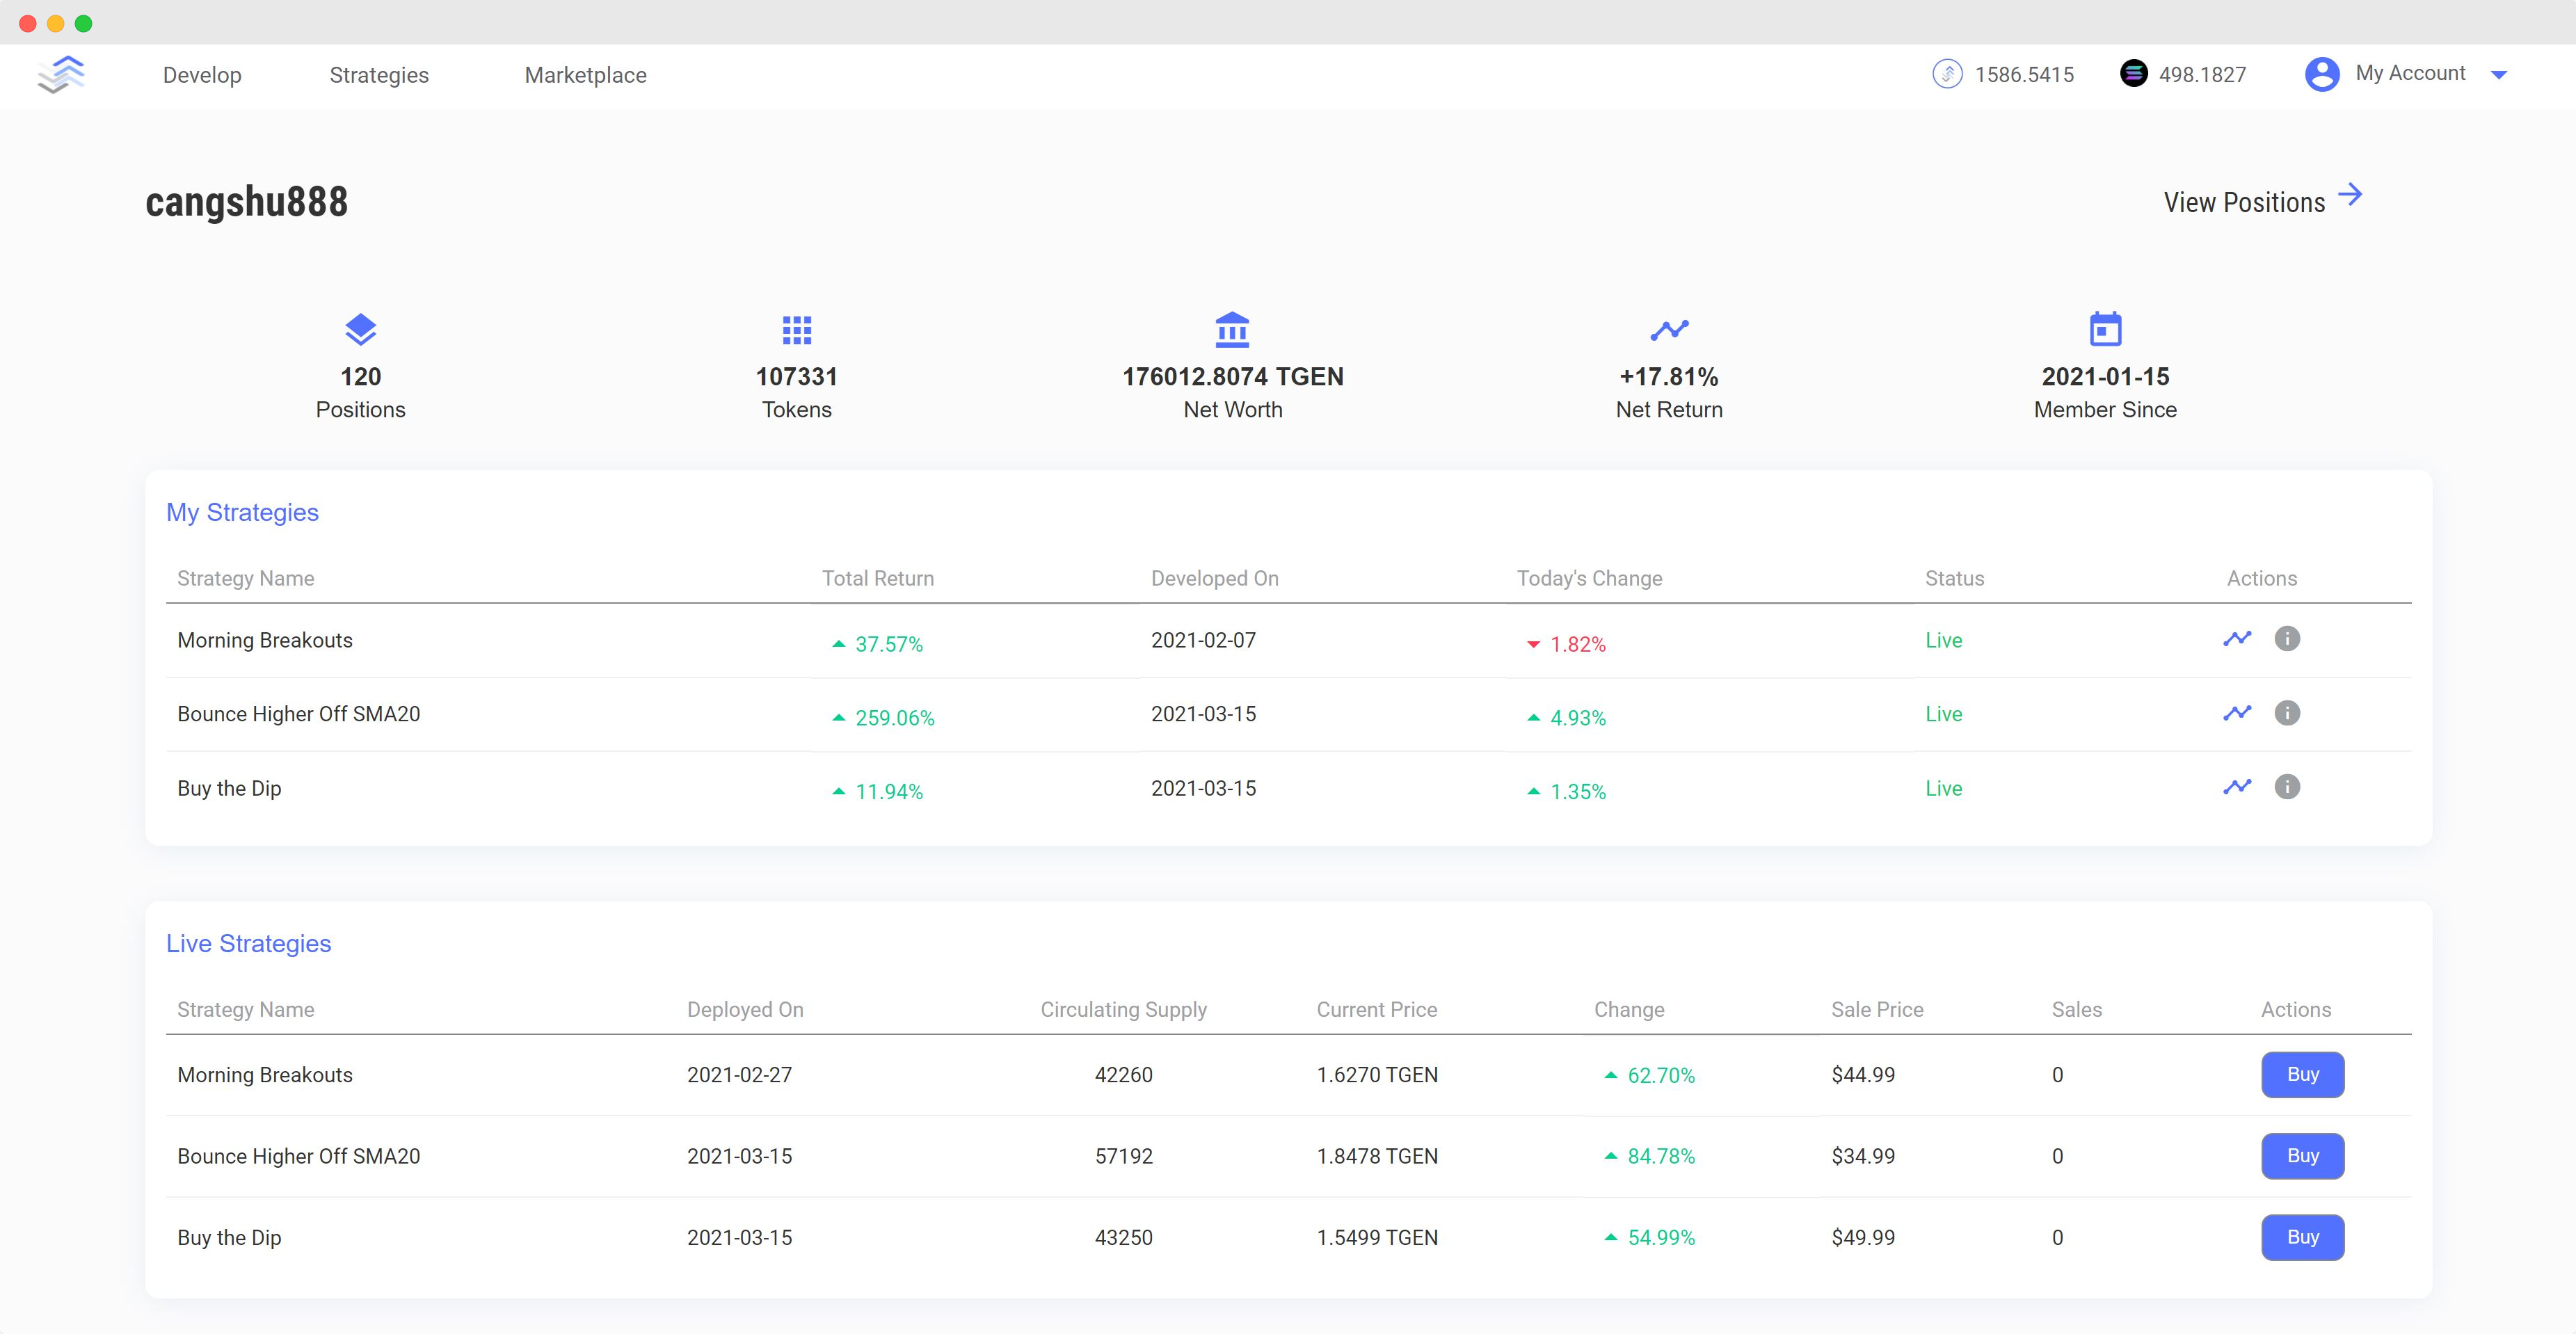 Develop Strategies Marketplace 1586.5415 498.1827 My Account
cangshu888 View Positions
120 107331 176012.8074 TGEN +17.81% 2021-01-15
Positions Tokens Net Worth Net Return Member Since
My Strategies
Strategy Name Total Return Developed On Today's Change Status Actions
Morning Breakouts 37.57% 2021-02-07 1.82% Live
Bounce Higher Off SMA20 259.06% 2021-03-15 4.93% Live
Buy the Dip 11.94% 2021-03-15 1.35% Live
Live Strategies
Strategy Name Deployed On Circulating Supply Current Price Change Sale Price Sales Actions
Morning Breakouts 2021-02-27 42260 1.6270 TGEN 62.70% $44.99 0 Buy
Bounce Higher Off SMA20 2021-03-15 57192 1.8478 TGEN 84.78% $34.99 0 Buy
Buy the Dip 2021-03-15 43250 1.5499 TGEN 54.99% $49.99 0 Buy